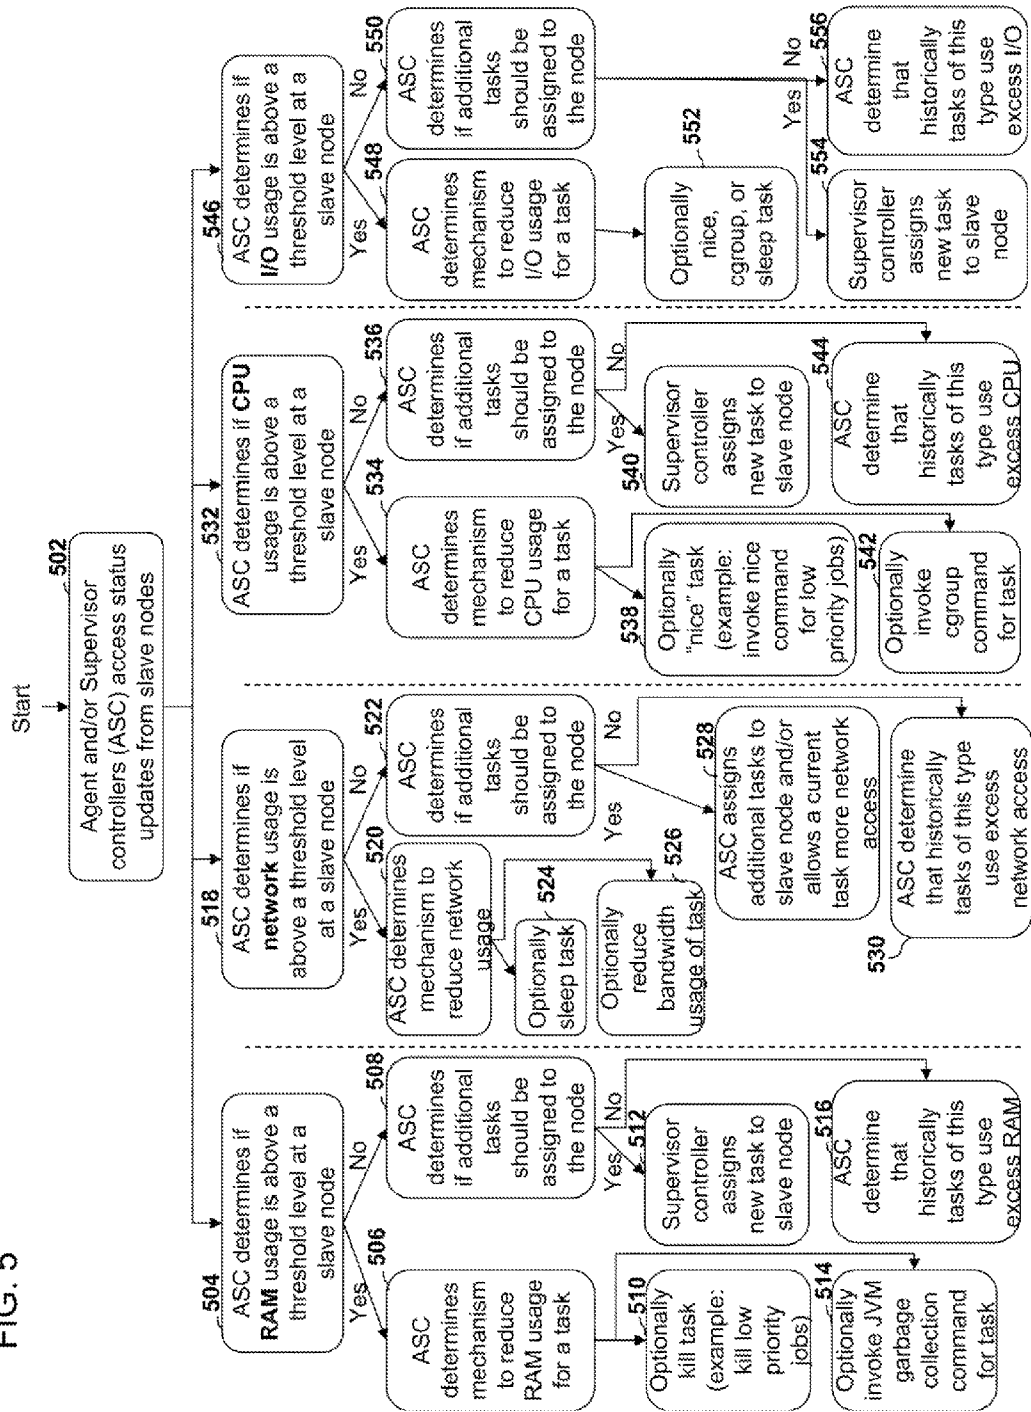 FIG. 5
Start
502
Agent and/or Supervisor
controllers (ASC) access status
updates from slave nodes
504
ASC determines if
RAM usage is above a
threshold level at a
slave node
Yes
No
506
ASC
determines
mechanism
to reduce
RAM usage
for a task
508
ASC
determines
if additional
tasks
should be
assigned to
the node
510
Optionally
kill task
(example:
kill low
priority
jobs)
Yes
No
512
Supervisor
controller
assigns
new task to
slave node
514
Optionally
invoke JVM
garbage
collection
command
for task
516
ASC
determine
that
historically
tasks of this
type use
excess RAM
518
ASC determines if
network usage is
above a threshold level
at a slave node
Yes
No
520
ASC determines
mechanism to
reduce network
usage
522
ASC
determines
if additional
tasks
should be
assigned to
the node
524
Optionally
sleep task
526
Optionally
reduce
bandwidth
usage of task
Yes
No
528
ASC assigns
additional tasks to
slave node and/or
allows a current
task more network
access
530
ASC determine
that historically
tasks of this type
use excess
network access
532
ASC determines if CPU
usage is above a
threshold level at a
slave node
Yes
No
534
ASC
determines
mechanism
to reduce
CPU usage
for a task
536
ASC
determines
if additional
tasks
should be
assigned to
the node
538
Optionally
"nice" task
(example:
invoke nice
command
for low
priority jobs)
Yes
No
540
Supervisor
controller
assigns
new task to
slave node
542
Optionally
invoke
cgroup
command
for task
544
ASC
determine
that
historically
tasks of this
type use
excess CPU
546
ASC determines if
I/O usage is above a
threshold level at a
slave node
Yes
No
548
ASC
determines
mechanism
to reduce
I/O usage
for a task
550
ASC
determines
if additional
tasks
should be
assigned to
the node
552
Optionally
nice,
cgroup, or
sleep task
Yes
No
554
Supervisor
controller
assigns
new task
to slave
node
556
ASC
determine
that
historically
tasks of this
type use
excess I/O